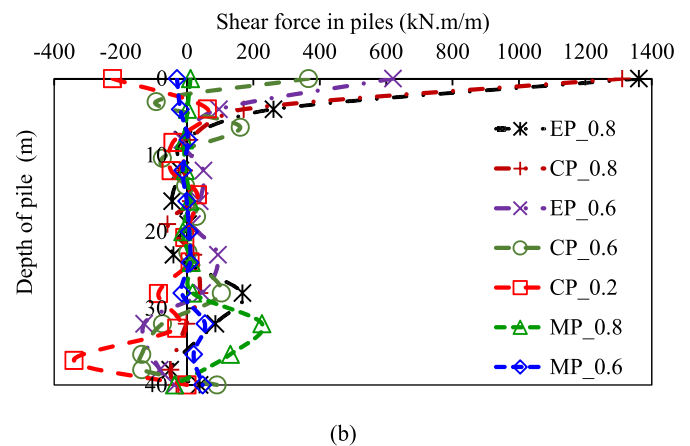 Shear force in piles (kN.m/m)
-400 -200 0 200 400 600 800 1000 1200 1400
Depth of pile (m)
0
10
20
30
40
EP_0.8
CP_0.8
EP_0.6
CP_0.6
CP_0.2
MP_0.8
MP_0.6
(b)